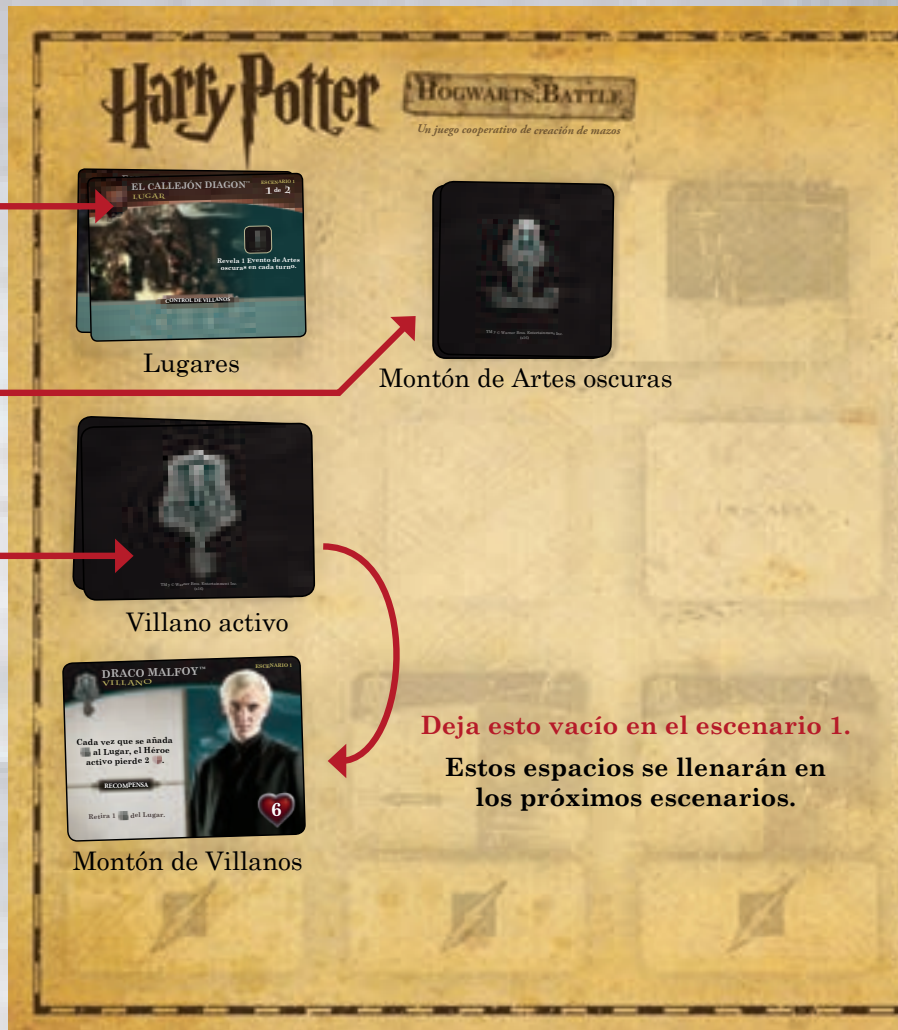 Harry Potter
HOGWARTS BATTLE
Un juego cooperativo de creación de mazos
EL CALLEJÓN DIAGON™
LUGAR
ESCENARIO 1
1 de 2
Revela 1 Evento de Artes
oscuras en cada turno.
CONTROL DE VILLANOS
Lugares
Montón de Artes oscuras
Villano activo
DRACO MALFOY™
VILLANO
ESCENARIO 1
Cada vez que se añada
al Lugar, el Héroe
activo pierde 2 .
RECOMPENSA
Retira 1 del Lugar.
6
Montón de Villanos
Deja esto vacío en el escenario 1.
Estos espacios se llenarán en
los próximos escenarios.